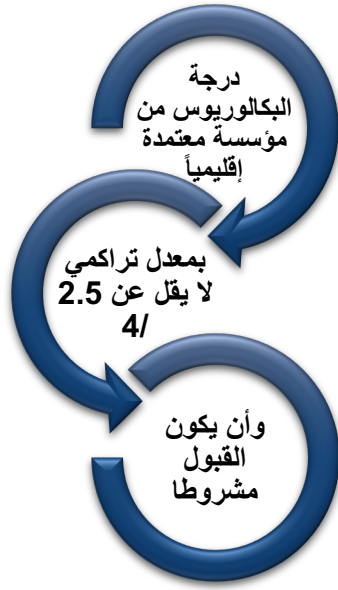 درجة
البكالوريوس من
مؤسسة معتمدة
إقليمياً
بمعدل تراكمي
لا يقل عن 2.5
/4
وأن يكون
القبول
مشروطا